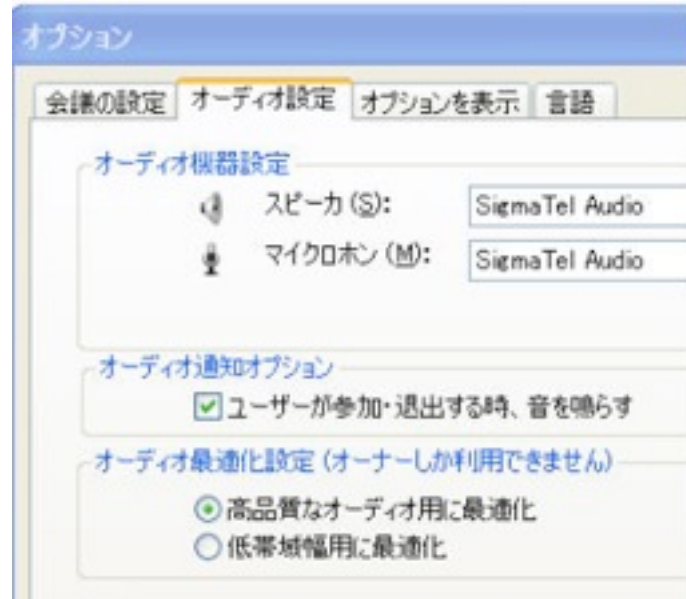 オプション
会議の設定 オーディオ設定 オプションを表示 言語
オーディオ機器設定
スピーカ(S): SigmaTel Audio
マイクロホン(M): SigmaTel Audio
オーディオ通知オプション
ユーザーが参加・退出する時、音を鳴らす
オーディオ最適化設定(オーナーしか利用できません)
高品質なオーディオ用に最適化
低帯域幅用に最適化